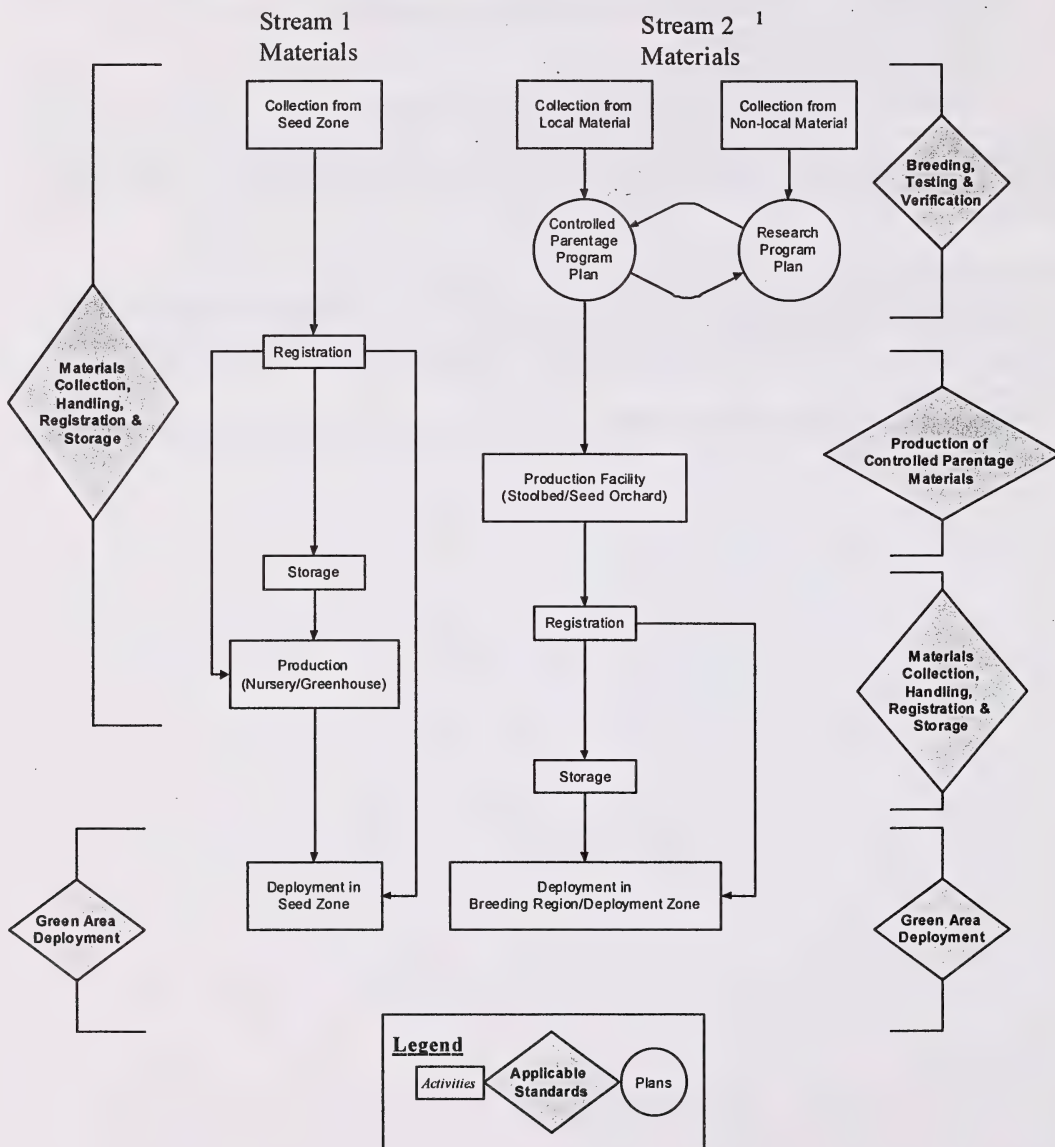 Stream 1
Materials
Stream 2 1
Materials
Collection from
Seed Zone
Collection from
Local Material
Collection from
Non-local Material
Breeding,
Testing &
Verification
Controlled
Parentage
Program
Plan
Research
Program
Plan
Registration
Materials
Collection,
Handling,
Registration &
Storage
Production of
Controlled Parentage
Materials
Production Facility
(Stoolbed/Seed Orchard)
Storage
Registration
Production
(Nursery/Greenhouse)
Materials
Collection,
Handling,
Registration
& Storage
Storage
Deployment in
Seed Zone
Deployment in
Breeding Region/Deployment Zone
Green Area
Deployment
Green Area
Deployment
Legend
Activities
Applicable
Standards
Plans